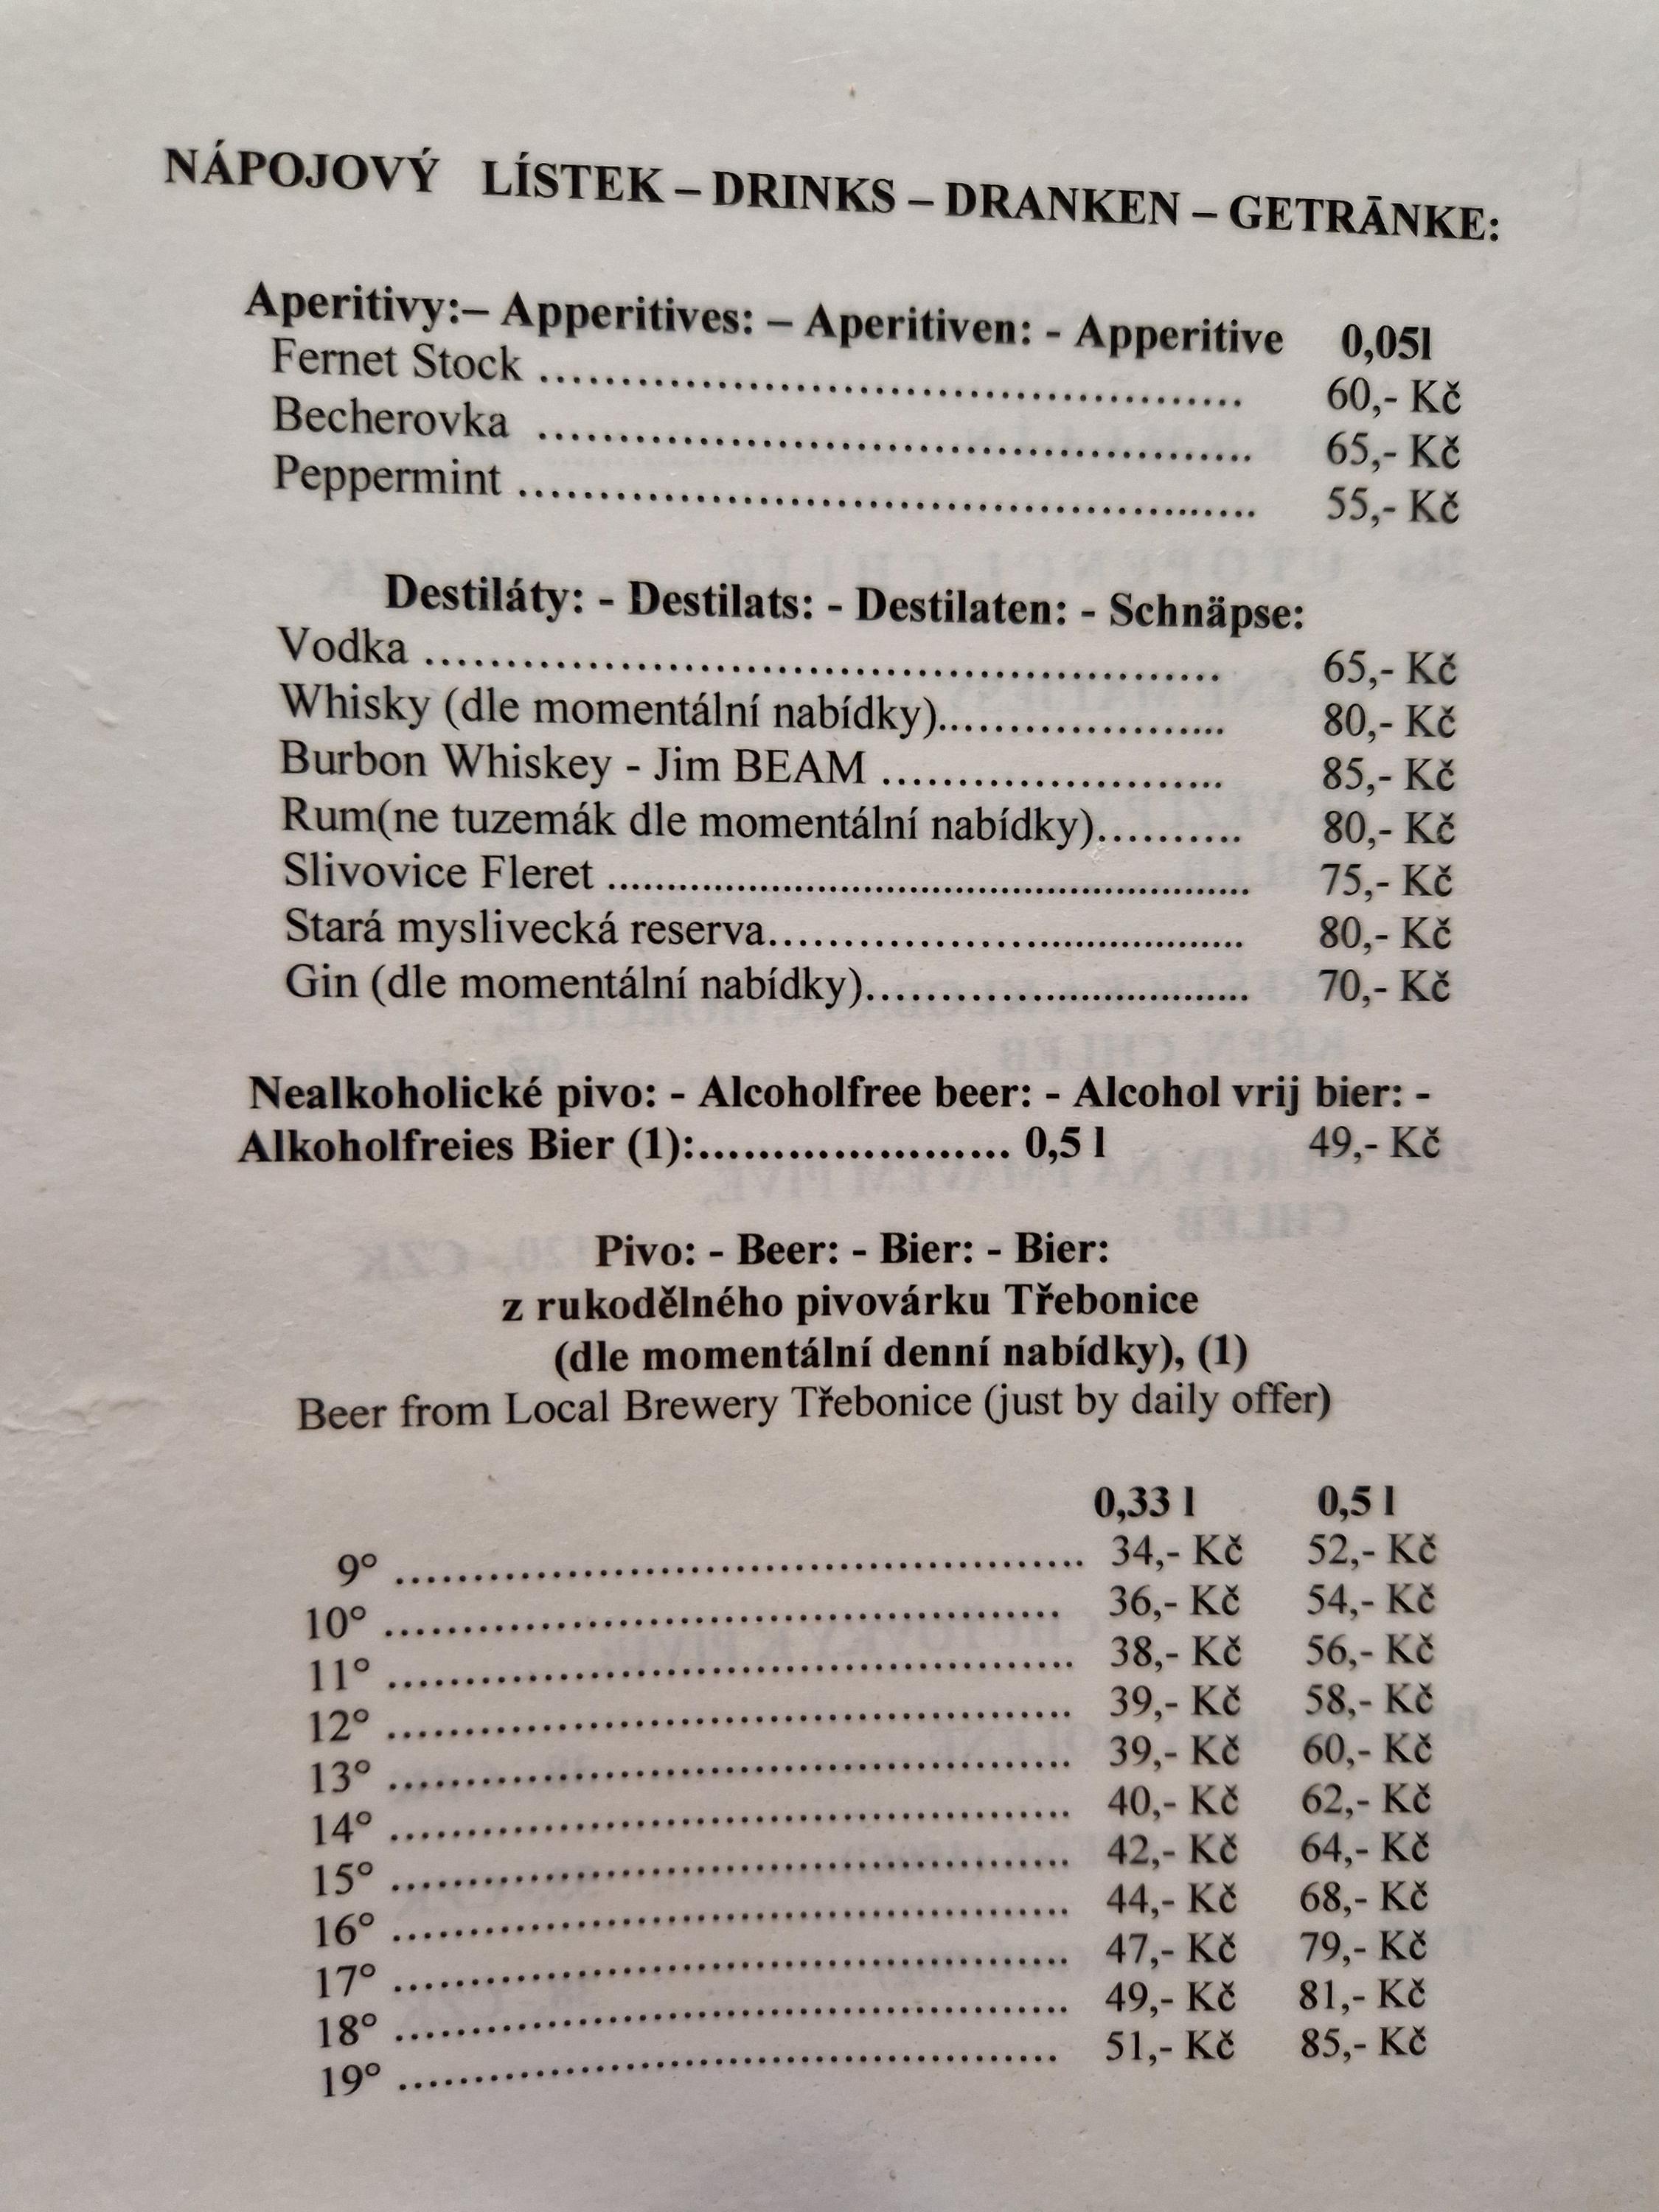 NÁPOJOVÝ LÍSTEK – DRINKS – DRANKEN – GETRĀNKE:
Aperitivy:– Apperitives: – Aperitiven: - Apperitive 0,05l
Fernet Stock ............................................. 60,- Kč
Becherovka ............................................. 65,- Kč
Peppermint ............................................... 55,- Kč
Destiláty: - Destilats: - Destilaten: - Schnäpse:
Vodka .................................................... 65,- Kč
Whisky (dle momentální nabídky)................... 80,- Kč
Burbon Whiskey - Jim BEAM ....................... 85,- Kč
Rum(ne tuzemák dle momentální nabídky).......... 80,- Kč
Slivovice Fleret ....................................................... 75,- Kč
Stará myslivecká reserva.................................... 80,- Kč
Gin (dle momentální nabídky)............................. 70,- Kč
Nealkoholické pivo: - Alcoholfree beer: - Alcohol vrij bier: -
Alkoholfreies Bier (1):..................... 0,5 l 49,- Kč
Pivo: - Beer: - Bier: - Bier:
z rukodělného pivovárku Třebonice
(dle momentální denní nabídky), (1)
Beer from Local Brewery Třebonice (just by daily offer)
0,33 l 0,5 l
9° ............................................. 34,- Kč 52,- Kč
10° ............................................ 36,- Kč 54,- Kč
11° ............................................. 38,- Kč 56,- Kč
12° ............................................. 39,- Kč 58,- Kč
13° ............................................. 39,- Kč 60,- Kč
14° ............................................. 40,- Kč 62,- Kč
15° ............................................. 42,- Kč 64,- Kč
16° ............................................. 44,- Kč 68,- Kč
17° ............................................. 47,- Kč 79,- Kč
18° ............................................. 49,- Kč 81,- Kč
19° ............................................ 51,- Kč 85,- Kč